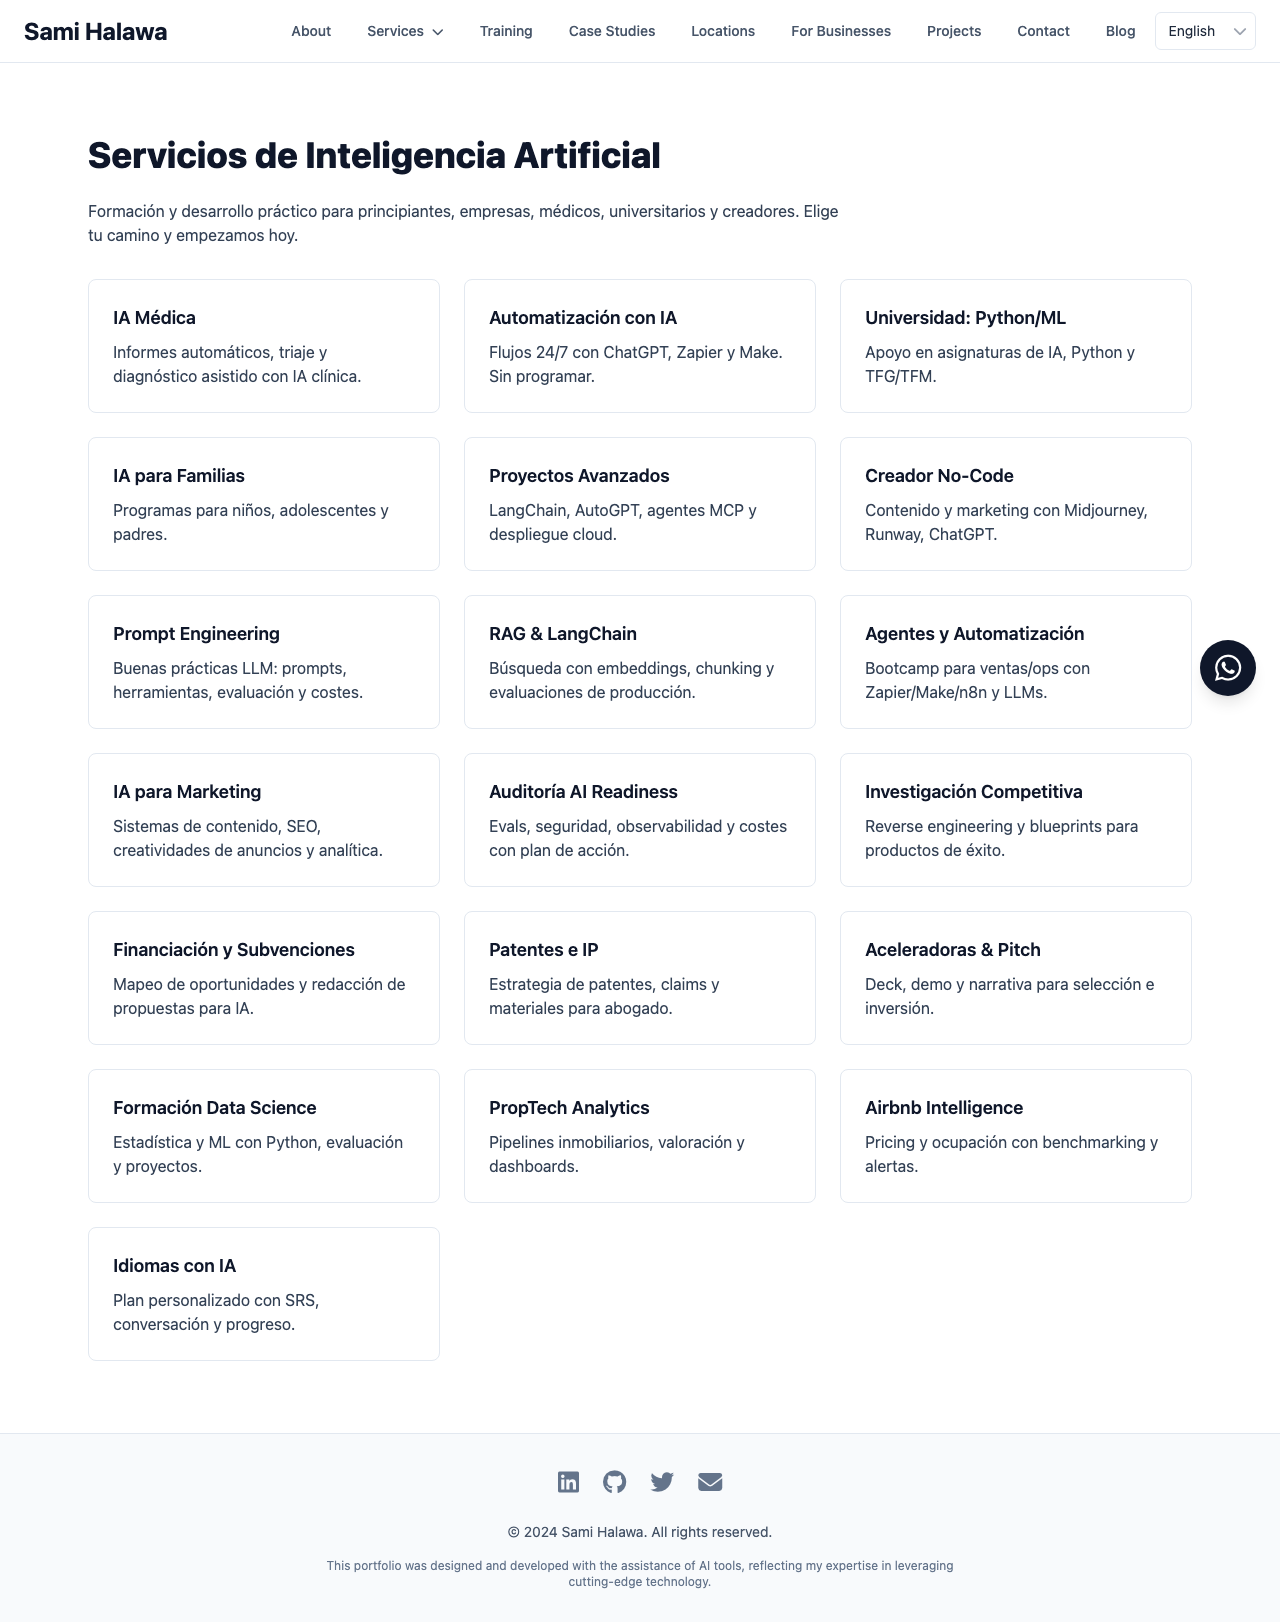 Sami Halawa
About
Services
Training
Case Studies
Locations
For Businesses
Projects
Contact
Blog
English
Servicios de Inteligencia Artificial
Formación y desarrollo práctico para principiantes, empresas, médicos, universitarios y creadores. Elige
tu camino y empezamos hoy.
IA Médica
Informes automáticos, triaje y
diagnóstico asistido con IA clínica.
Automatización con IA
Flujos 24/7 con ChatGPT, Zapier y Make.
Sin programar.
Universidad: Python/ML
Apoyo en asignaturas de IA, Python y
TFG/TFM.
IA para Familias
Programas para niños, adolescentes y
padres.
Proyectos Avanzados
LangChain, AutoGPT, agentes MCP y
despliegue cloud.
Creador No-Code
Contenido y marketing con Midjourney,
Runway, ChatGPT.
Prompt Engineering
Buenas prácticas LLM: prompts,
herramientas, evaluación y costes.
RAG & LangChain
Búsqueda con embeddings, chunking y
evaluaciones de producción.
Agentes y Automatización
Bootcamp para ventas/ops con
Zapier/Make/n8n y LLMs.
IA para Marketing
Sistemas de contenido, SEO,
creatividades de anuncios y analítica.
Auditoría AI Readiness
Evals, seguridad, observabilidad y costes
con plan de acción.
Investigación Competitiva
Reverse engineering y blueprints para
productos de éxito.
Financiación y Subvenciones
Mapeo de oportunidades y redacción de
propuestas para IA.
Patentes e IP
Estrategia de patentes, claims y
materiales para abogado.
Aceleradoras & Pitch
Deck, demo y narrativa para selección e
inversión.
Formación Data Science
Estadística y ML con Python, evaluación
y proyectos.
PropTech Analytics
Pipelines inmobiliarios, valoración y
dashboards.
Airbnb Intelligence
Pricing y ocupación con benchmarking y
alertas.
Idiomas con IA
Plan personalizado con SRS,
conversación y progreso.
© 2024 Sami Halawa. All rights reserved.
This portfolio was designed and developed with the assistance of AI tools, reflecting my expertise in leveraging
cutting-edge technology.